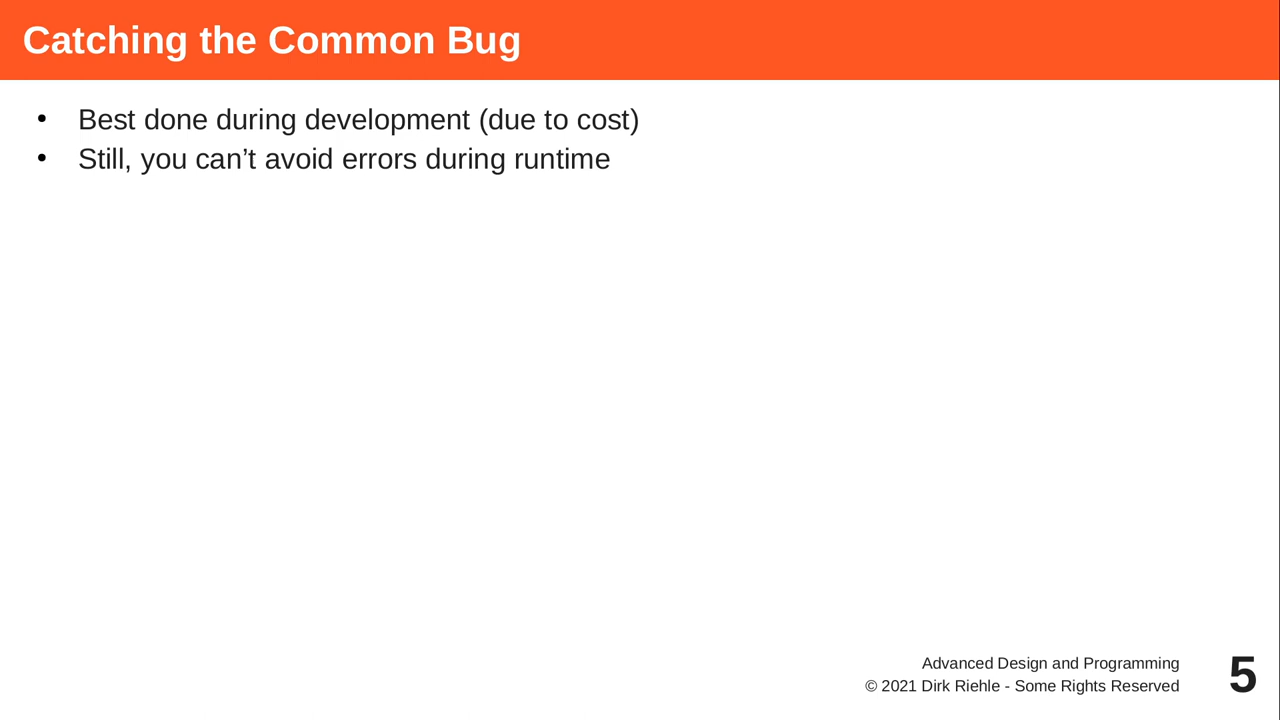 Catching the Common Bug
• Best done during development (due to cost)
• Still, you can’t avoid errors during runtime
Advanced Design and Programming
© 2021 Dirk Riehle - Some Rights Reserved
5